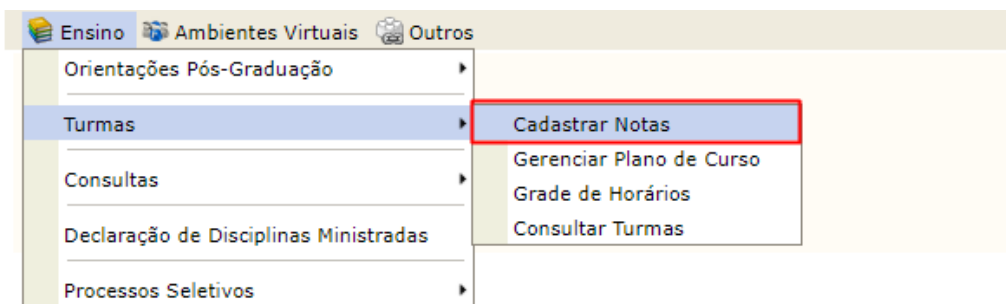 Ensino Ambientes Virtuais Outros
Orientações Pós-Graduação
Turmas
Consultas
Declaração de Disciplinas Ministradas
Processos Seletivos
Cadastrar Notas
Gerenciar Plano de Curso
Grade de Horários
Consultar Turmas